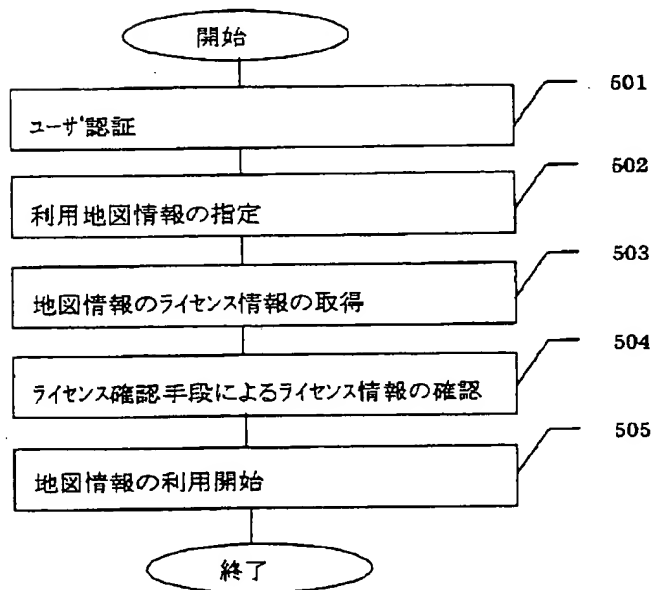 開始
501
ユーザ認証
502
利用地図情報の指定
503
地図情報のライセンス情報の取得
504
ライセンス確認手段によるライセンス情報の確認
505
地図情報の利用開始
終了